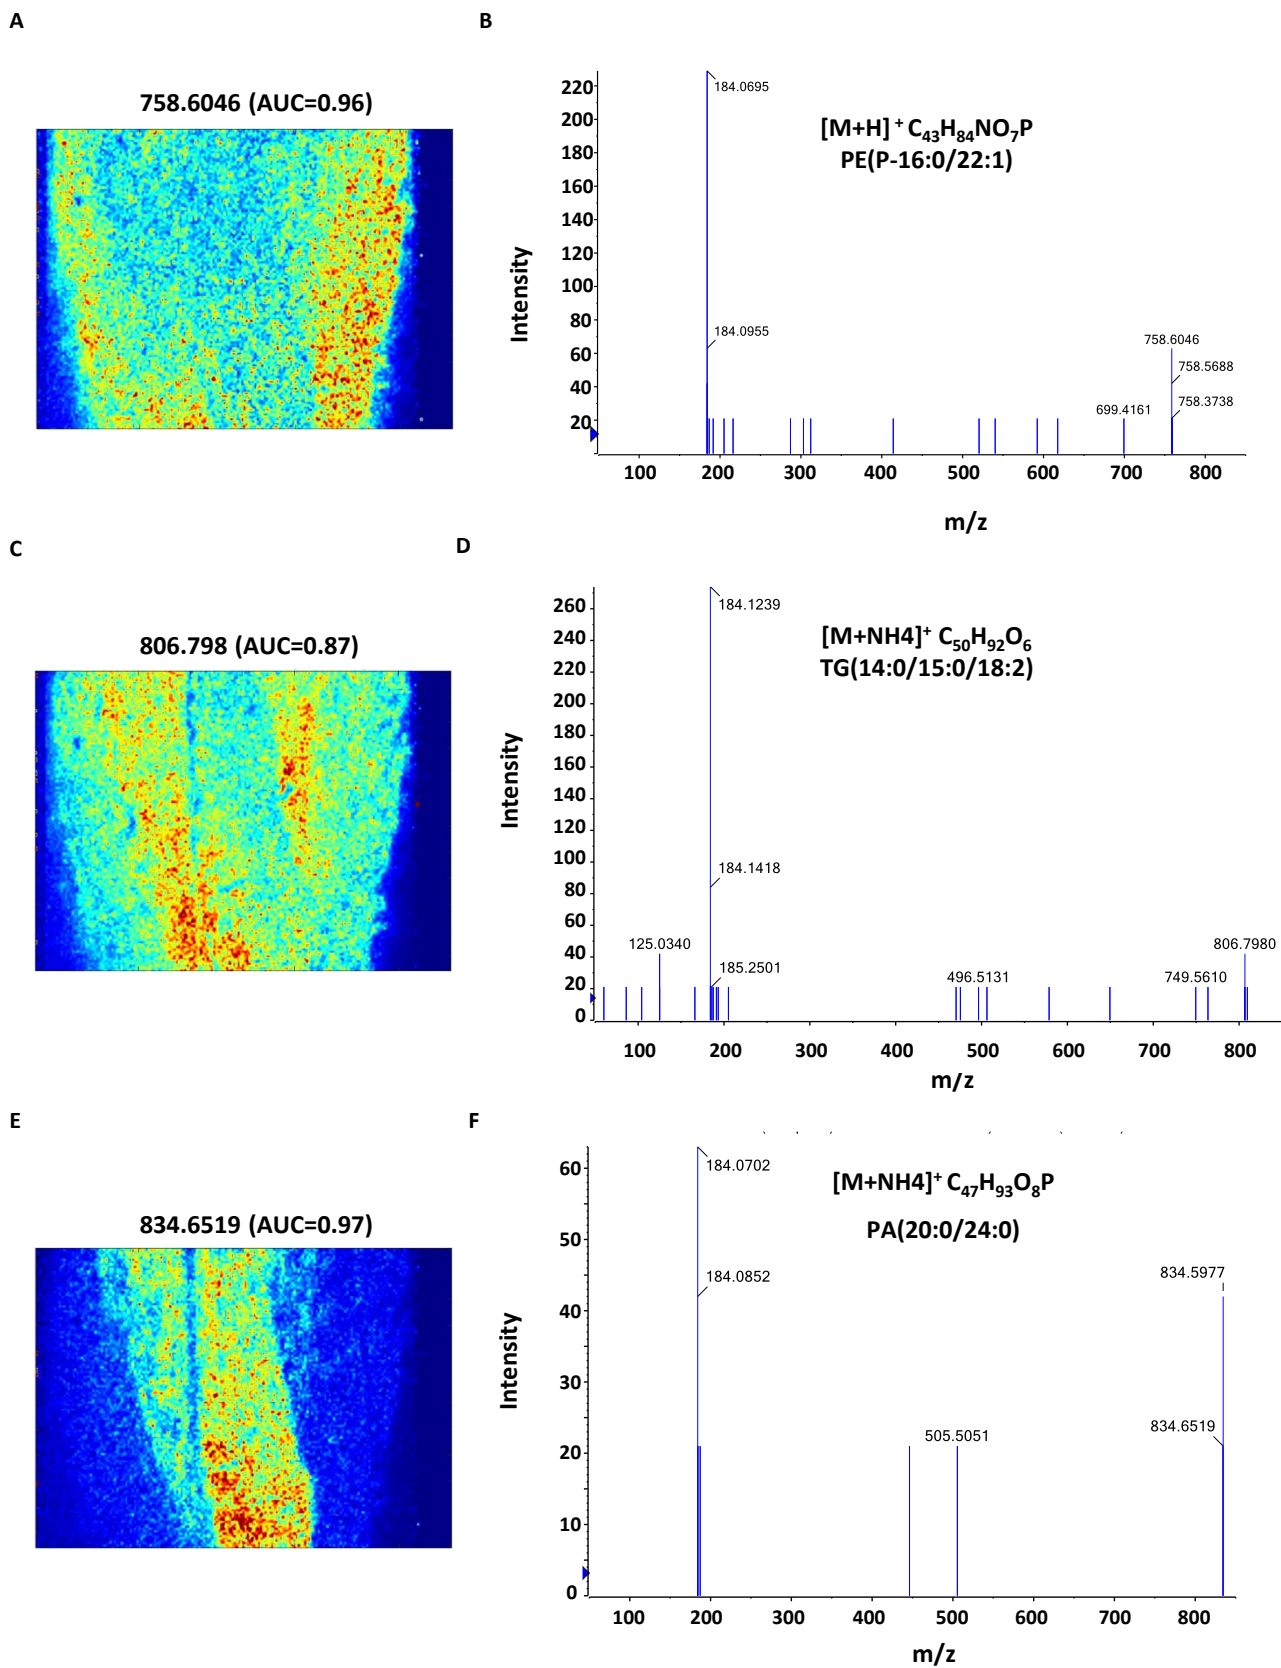 A
B
758.6046 (AUC=0.96)
[M+H]⁺ C₄₃H₈₄NO₇P
PE(P-16:0/22:1)
Intensity
220
200
180
160
140
120
100
80
60
40
20
184.0695
184.0955
699.4161
758.6046
758.5688
758.3738
100 200 300 400 500 600 700 800
m/z
C
D
806.798 (AUC=0.87)
[M+NH4]⁺ C₅₀H₉₂O₆
TG(14:0/15:0/18:2)
Intensity
260
240
220
200
180
160
140
120
100
80
60
40
20
0
184.1239
184.1418
125.0340
185.2501
496.5131
749.5610
806.7980
100 200 300 400 500 600 700 800
m/z
E
F
834.6519 (AUC=0.97)
[M+NH4]⁺ C₄₇H₉₃O₈P
PA(20:0/24:0)
Intensity
60
50
40
30
20
10
0
184.0702
184.0852
505.5051
834.5977
834.6519
100 200 300 400 500 600 700 800
m/z